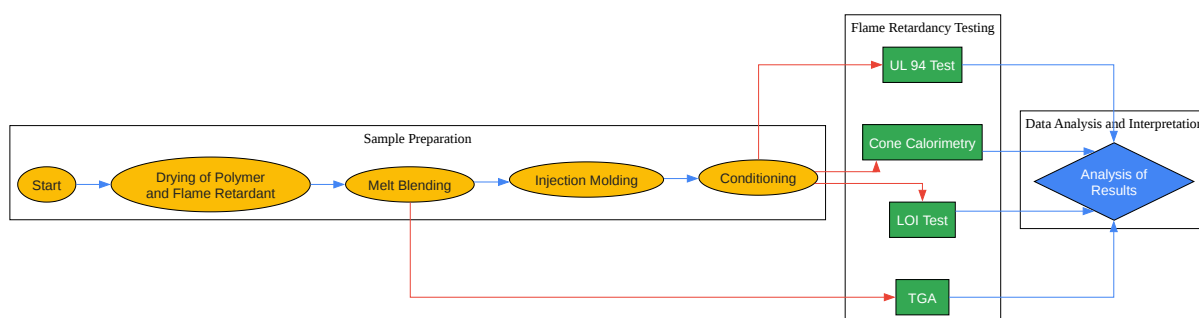 Flame Retardancy Testing
UL 94 Test
Sample Preparation
Start
Drying of Polymer
and Flame Retardant
Melt Blending
Injection Molding
Conditioning
Cone Calorimetry
LOI Test
TGA
Data Analysis and Interpretation
Analysis of
Results